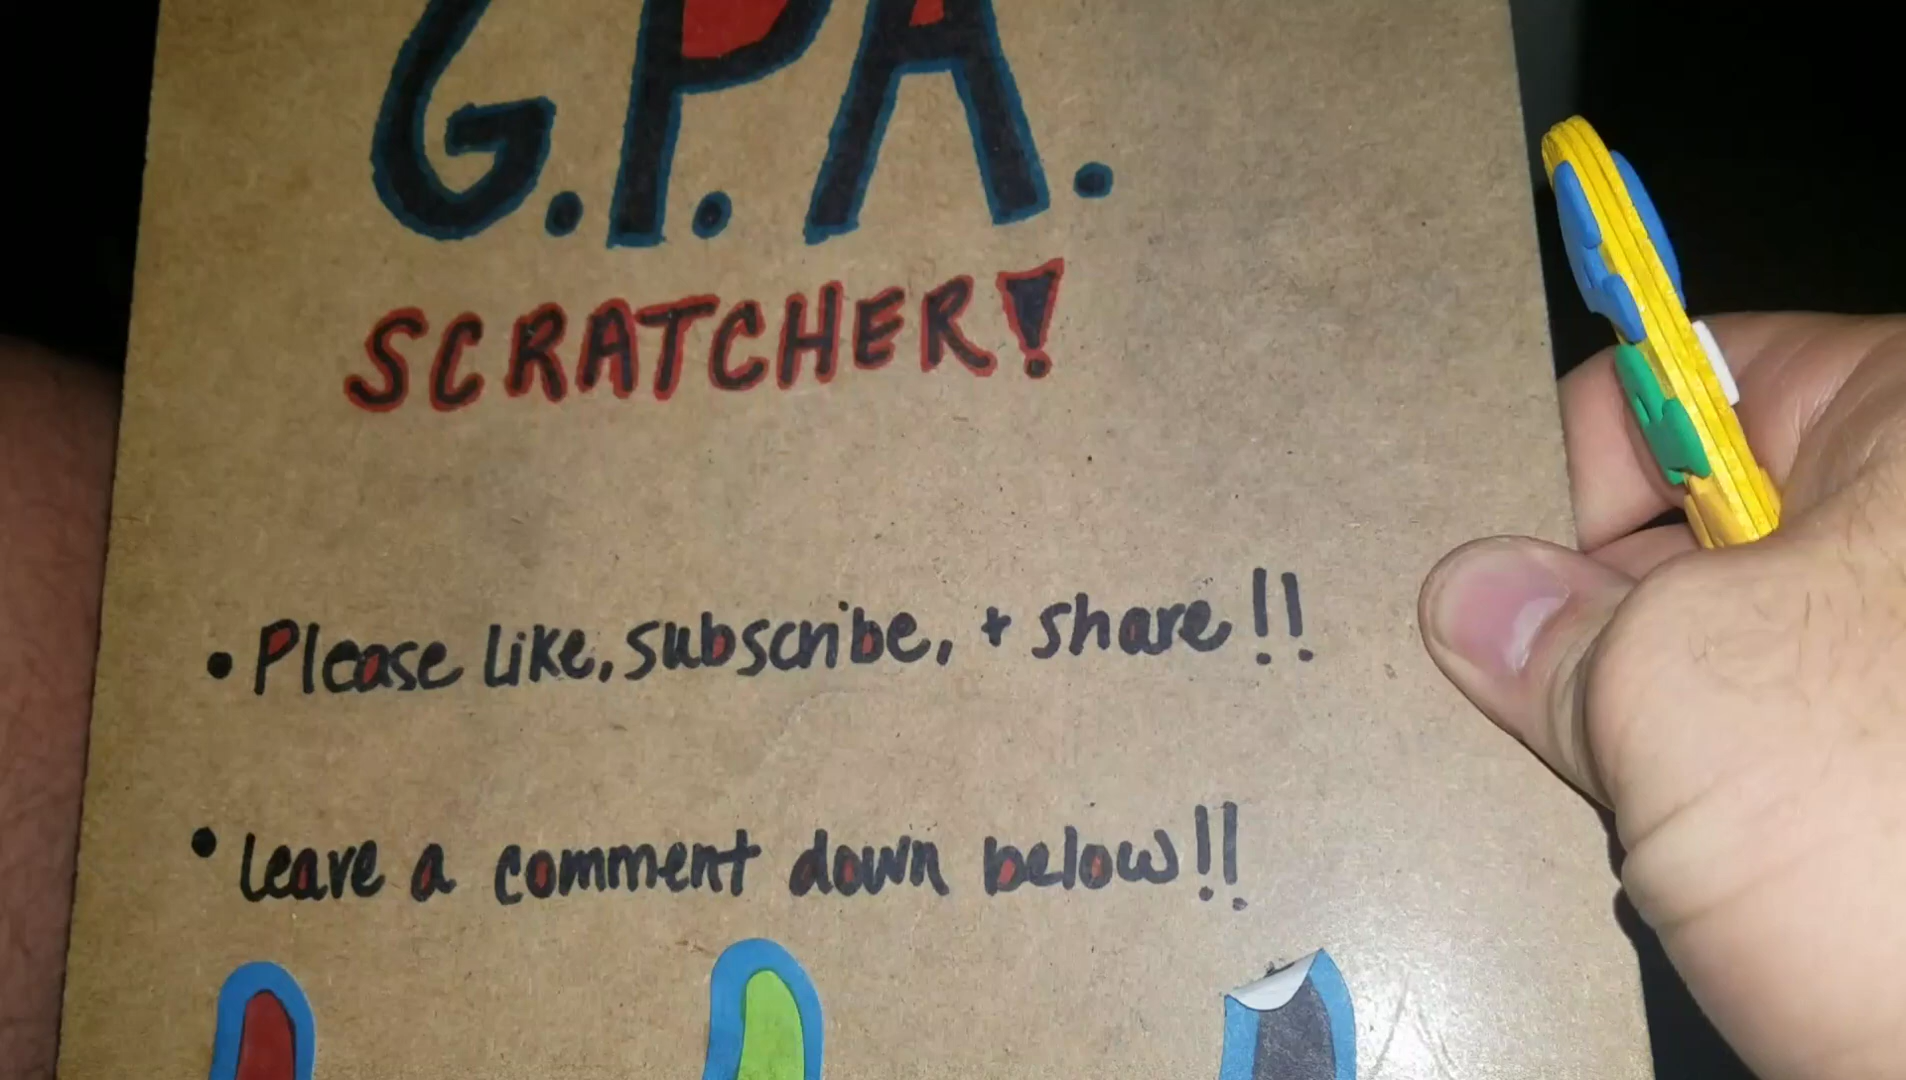 G.P.A.
SCRATCHER!
• Please like, subscribe, + share!!
• Leave a comment down below!!